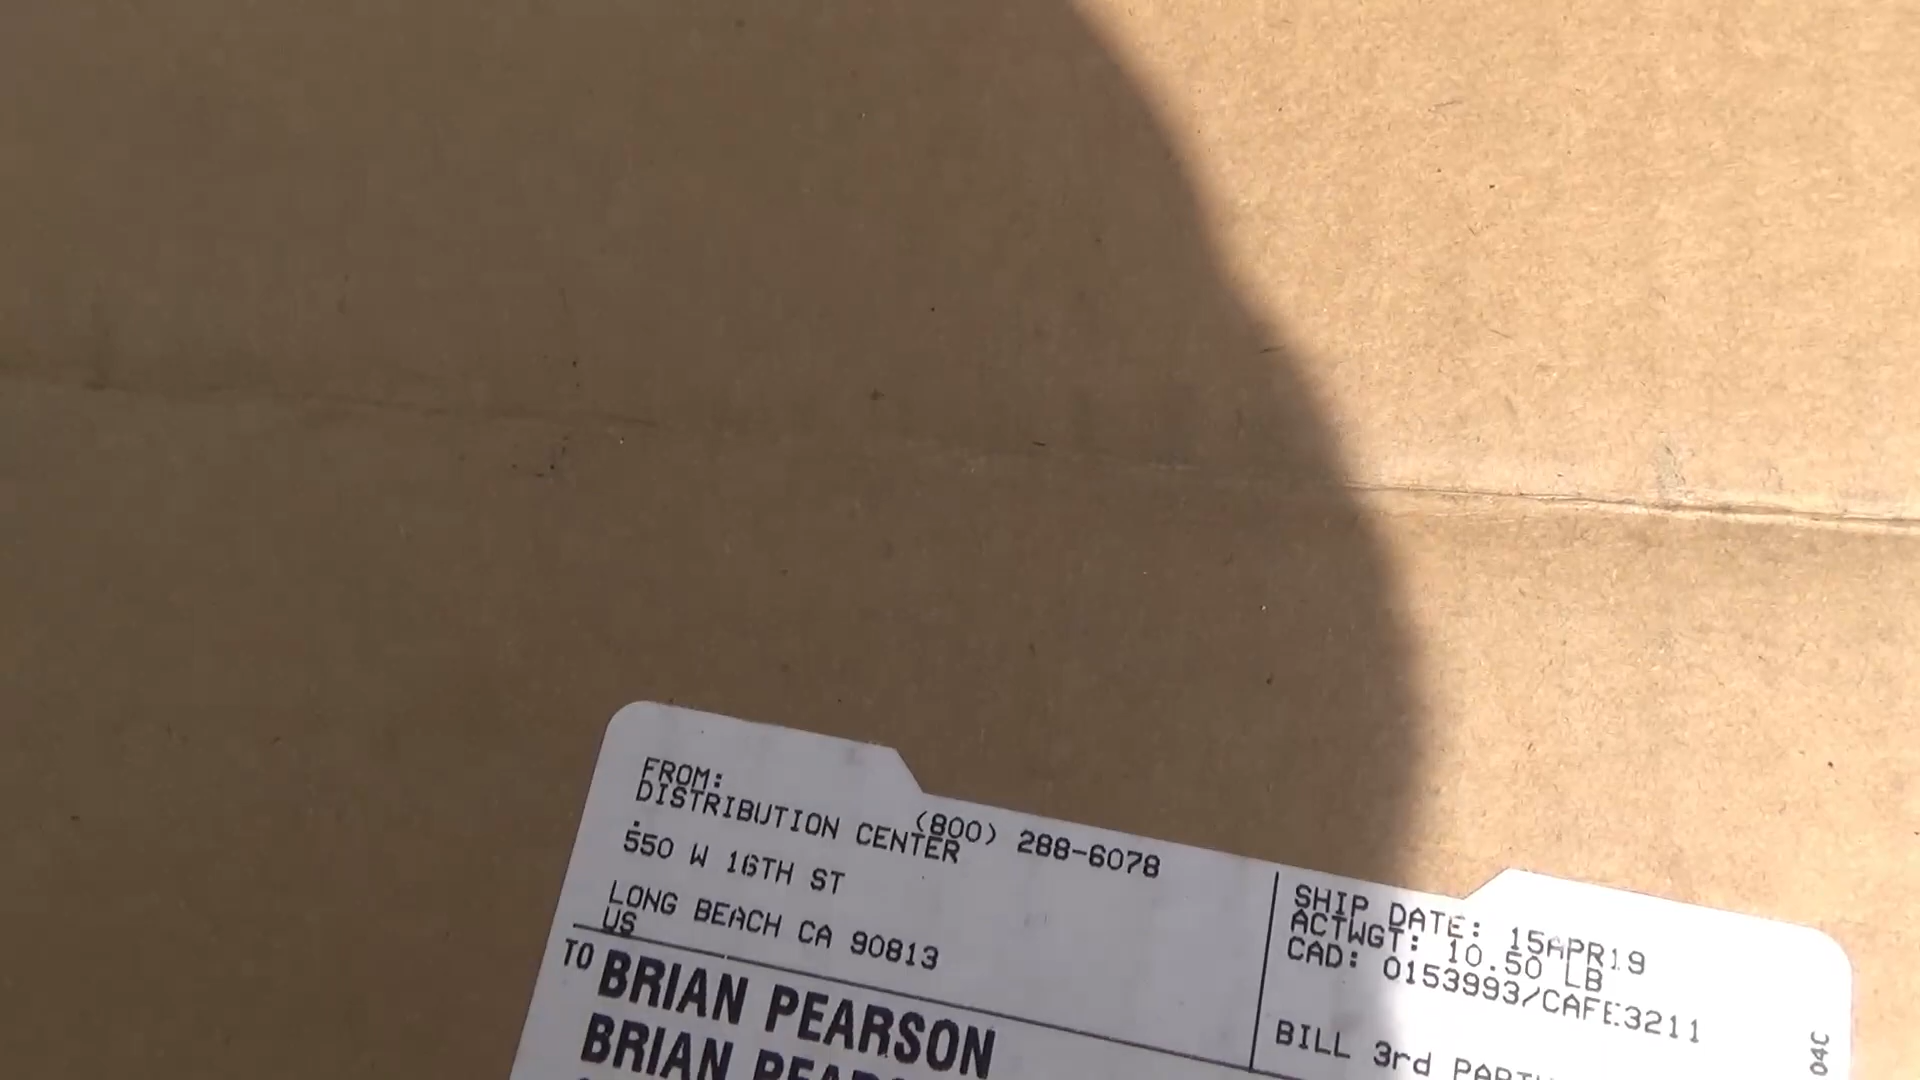 FROM:
(800) 288-6078
DISTRIBUTION CENTER
.
550 W 16TH ST
LONG BEACH CA 90813
US
SHIP DATE: 15APR19
ACTWGT: 10.50 LB
CAD: 0153993/CAFE3211
BILL 3rd
TO BRIAN PEARSON
BRIAN
04C